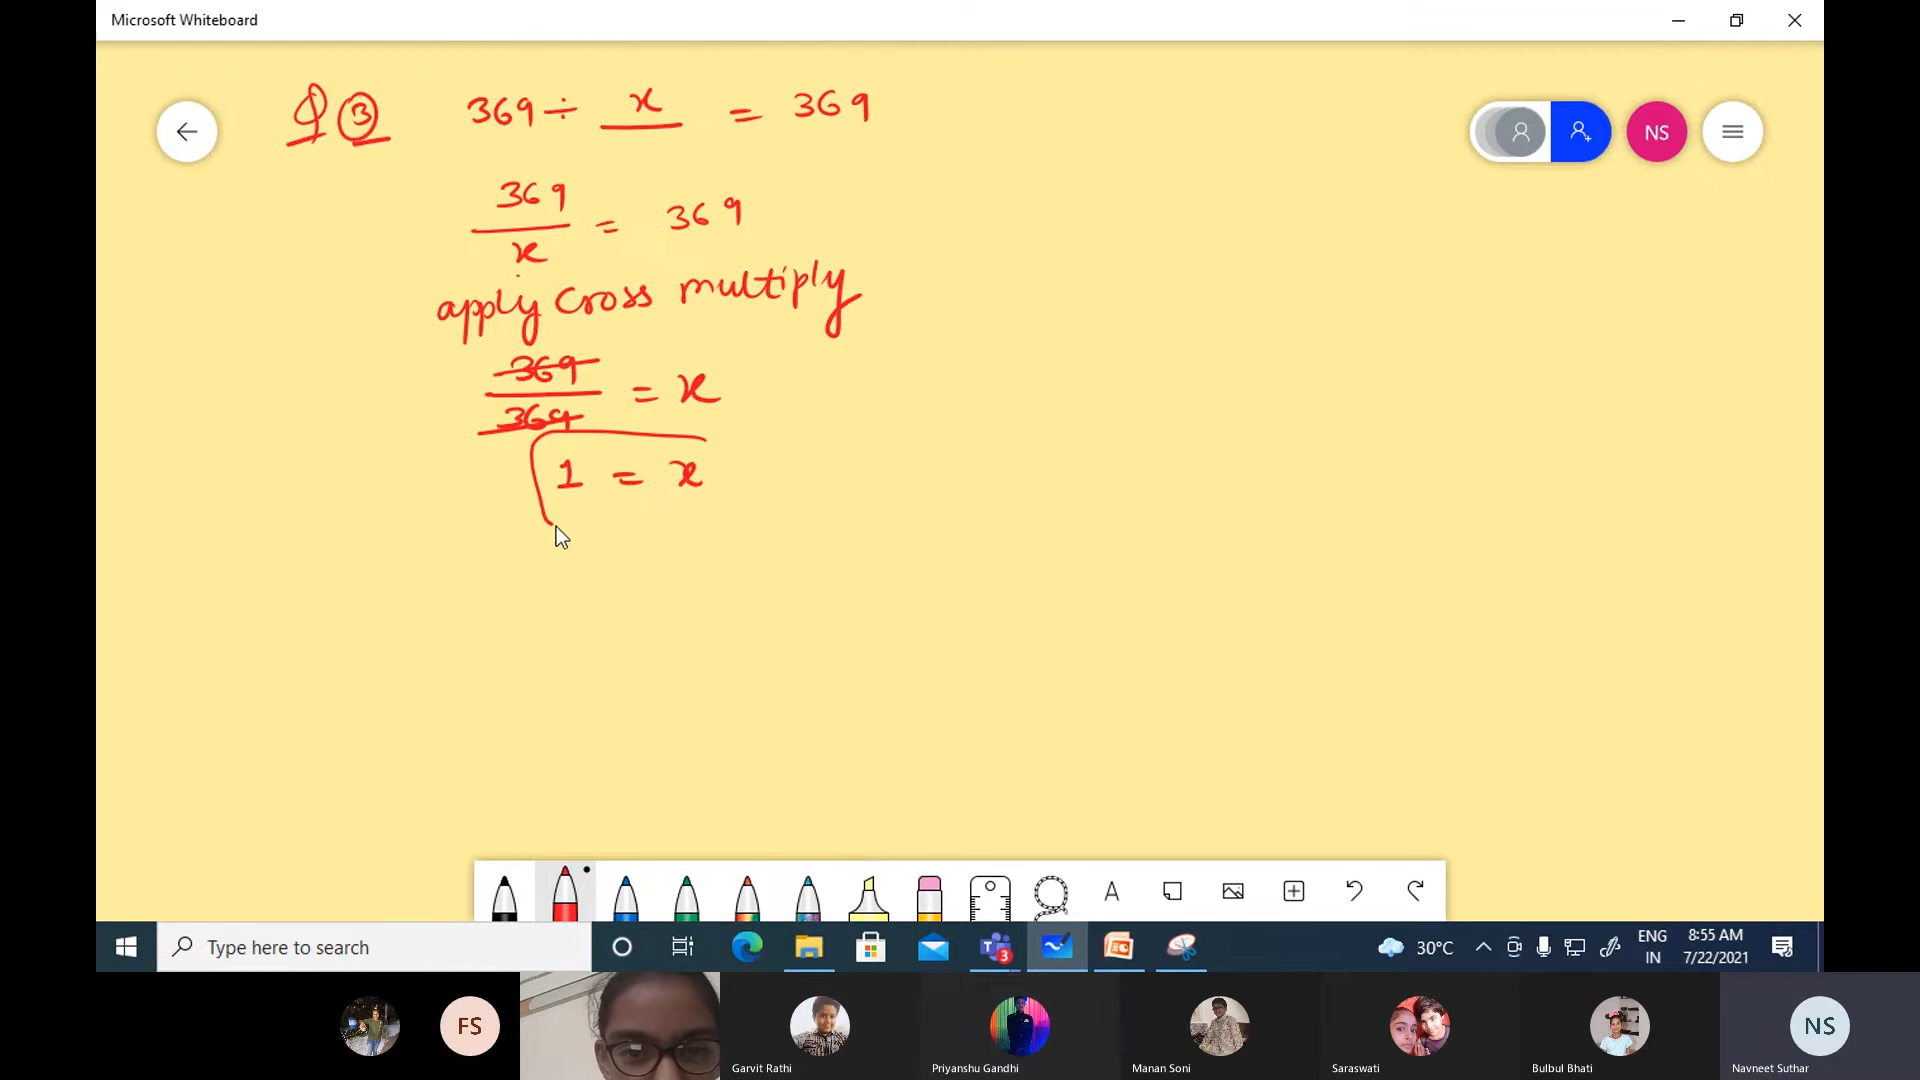 Microsoft Whiteboard
Q 3 369 ÷ x = 369
NS
369
x
= 369
apply cross multiply
369
369
= x
1 = x
A
Type here to search
3
30°C
ENG
IN
8:55 AM
7/22/2021
FS
NS
Garvit Rathi
Priyanshu Gandhi
Manan Soni
Saraswati
Bulbul Bhati
Navneet Suthar